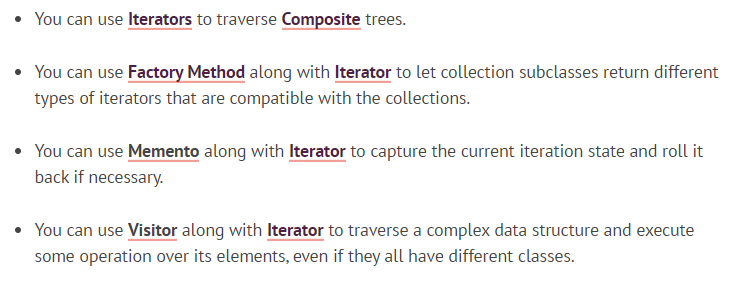 • You can use Iterators to traverse Composite trees.
• You can use Factory Method along with Iterator to let collection subclasses return different
types of iterators that are compatible with the collections.
• You can use Memento along with Iterator to capture the current iteration state and roll it
back if necessary.
• You can use Visitor along with Iterator to traverse a complex data structure and execute
some operation over its elements, even if they all have different classes.